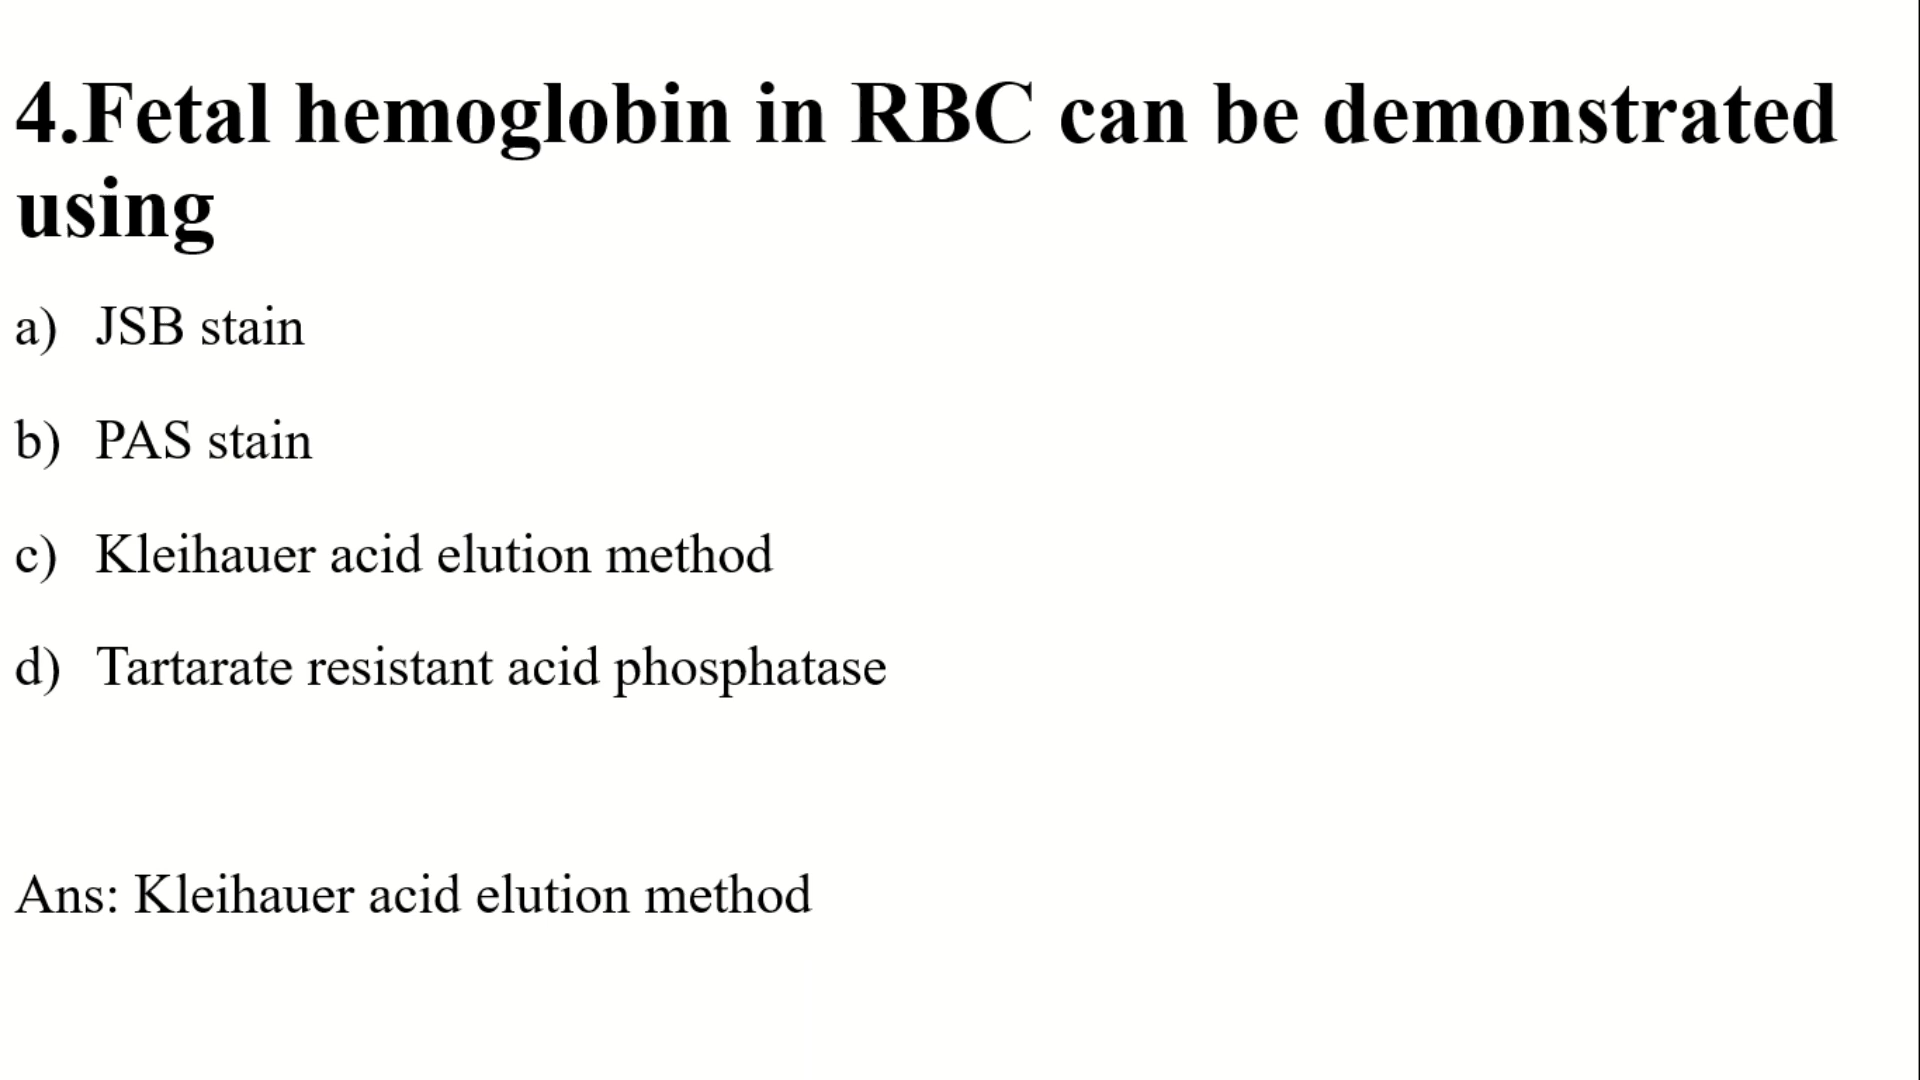 4.Fetal hemoglobin in RBC can be demonstrated
using
a) JSB stain
b) PAS stain
c) Kleihauer acid elution method
d) Tartarate resistant acid phosphatase
Ans: Kleihauer acid elution method